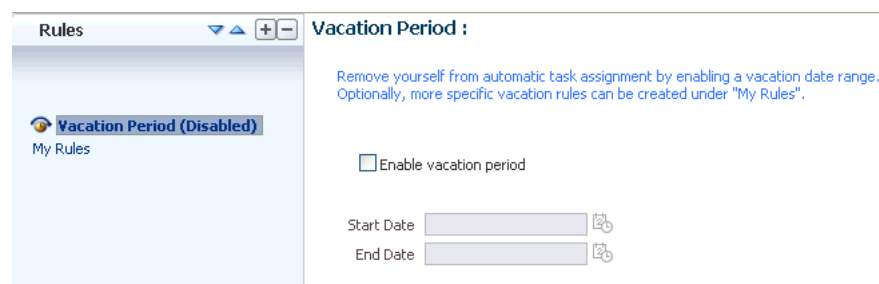 Rules
Vacation Period :
Remove yourself from automatic task assignment by enabling a vacation date range.
Optionally, more specific vacation rules can be created under "My Rules".
Vacation Period (Disabled)
My Rules
Enable vacation period
Start Date
End Date